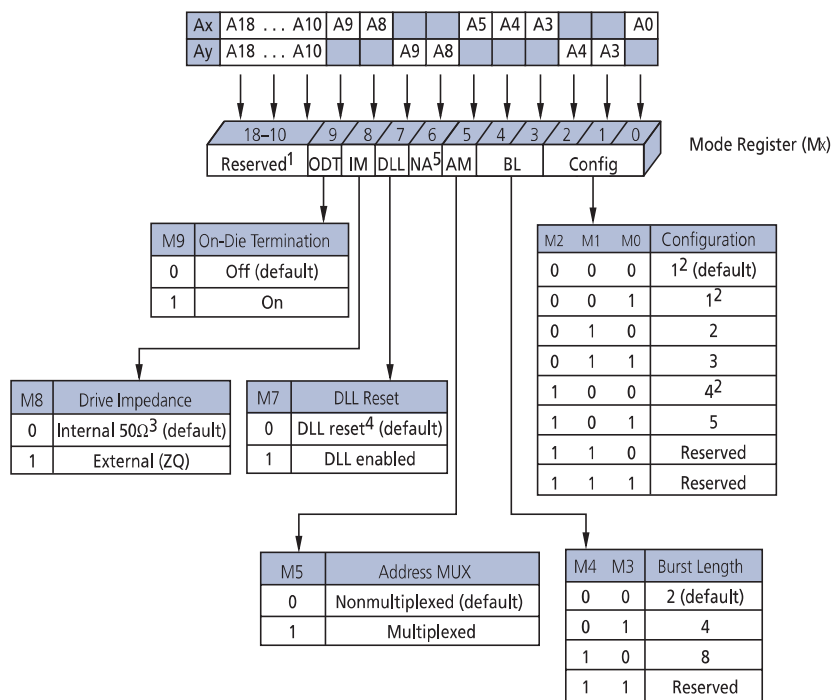 Ax A18 ... A10 A9 A8 A5 A4 A3 A0
Ay A18 ... A10 A9 A8 A4 A3
18–10 9 8 7 6 5 4 3 2 1 0
Mode Register (Mx)
Reserved¹ ODT IM DLL NA⁵ AM BL Config
M9 On-Die Termination
0 Off (default)
1 On
M2 M1 M0 Configuration
0 0 0 1² (default)
0 0 1 1²
0 1 0 2
0 1 1 3
1 0 0 4²
1 0 1 5
1 1 0 Reserved
1 1 1 Reserved
M8 Drive Impedance
0 Internal 50Ω³ (default)
1 External (ZQ)
M7 DLL Reset
0 DLL reset⁴ (default)
1 DLL enabled
M5 Address MUX
0 Nonmultiplexed (default)
1 Multiplexed
M4 M3 Burst Length
0 0 2 (default)
0 1 4
1 0 8
1 1 Reserved